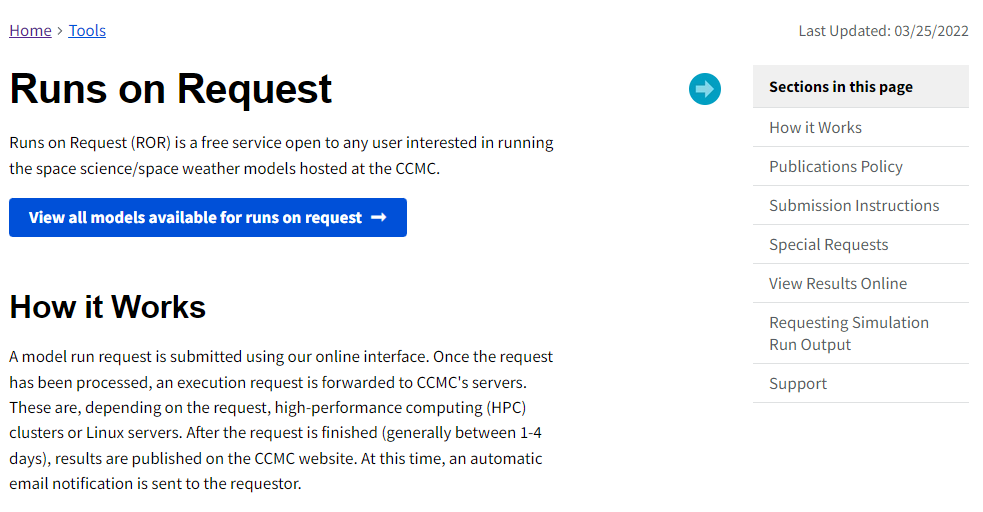 Home > Tools
Last Updated: 03/25/2022
Runs on Request
Runs on Request (ROR) is a free service open to any user interested in running
the space science/space weather models hosted at the CCMC.
View all models available for runs on request
How it Works
A model run request is submitted using our online interface. Once the request
has been processed, an execution request is forwarded to CCMC's servers.
These are, depending on the request, high-performance computing (HPC)
clusters or Linux servers. After the request is finished (generally between 1-4
days), results are published on the CCMC website. At this time, an automatic
email notification is sent to the requestor.
Sections in this page
How it Works
Publications Policy
Submission Instructions
Special Requests
View Results Online
Requesting Simulation
Run Output
Support